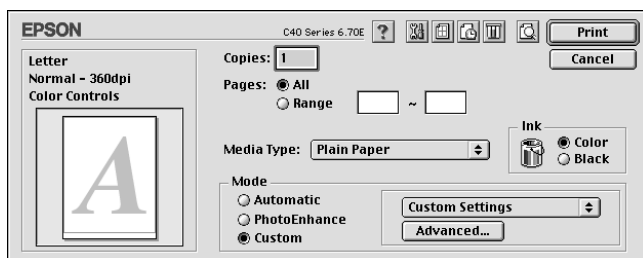 EPSON
C40 Series 6.70E
?
Print
Cancel
Letter
Normal - 360dpi
Color Controls
A
Copies: 1
Pages: All
Range ~
Media Type: Plain Paper
Ink
Color
Black
Mode
Automatic
PhotoEnhance
Custom
Custom Settings
Advanced...